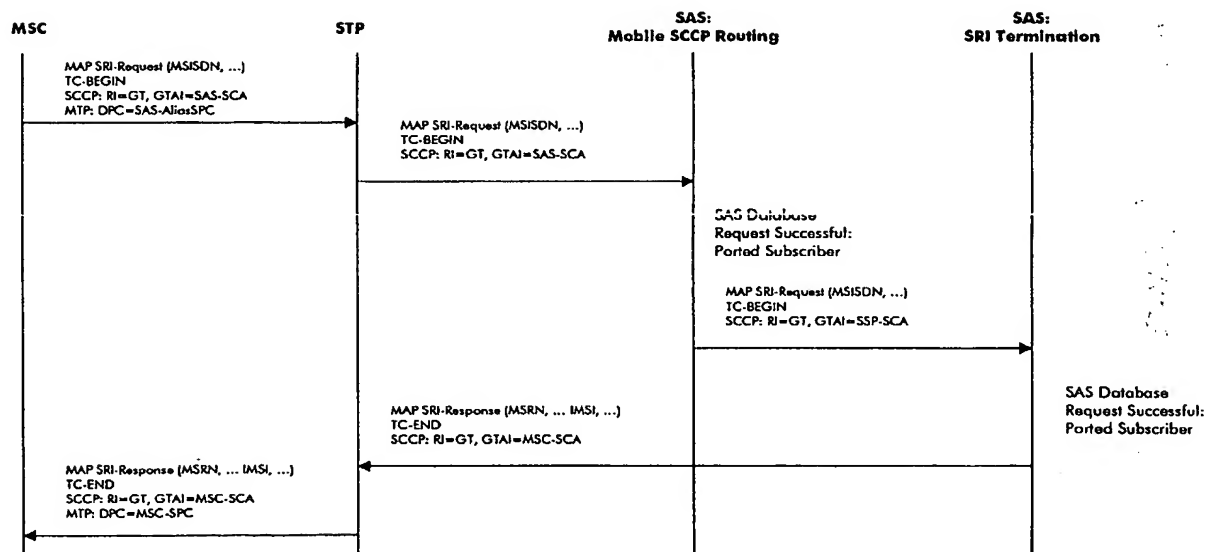 MSC
STP
SAS:
Mobile SCCP Routing
SAS:
SRI Termination
MAP SRI-Request (MSISDN, ...)
TC-BEGIN
SCCP: RI=GT, GTAI=SAS-SCA
MTP: DPC=SAS-AliasSPC
MAP SRI-Request (MSISDN, ...)
TC-BEGIN
SCCP: RI=GT, GTAI=SAS-SCA
SAS Database
Request Successful:
Ported Subscriber
MAP SRI-Request (MSISDN, ...)
TC-BEGIN
SCCP: RI=GT, GTAI=SSP-SCA
SAS Database
Request Successful:
Ported Subscriber
MAP SRI-Response (MSRN, ... IMSI, ...)
TC-END
SCCP: RI=GT, GTAI=MSC-SCA
MAP SRI-Response (MSRN, ... IMSI, ...)
TC-END
SCCP: RI=GT, GTAI=MSC-SCA
MTP: DPC=MSC-SPC